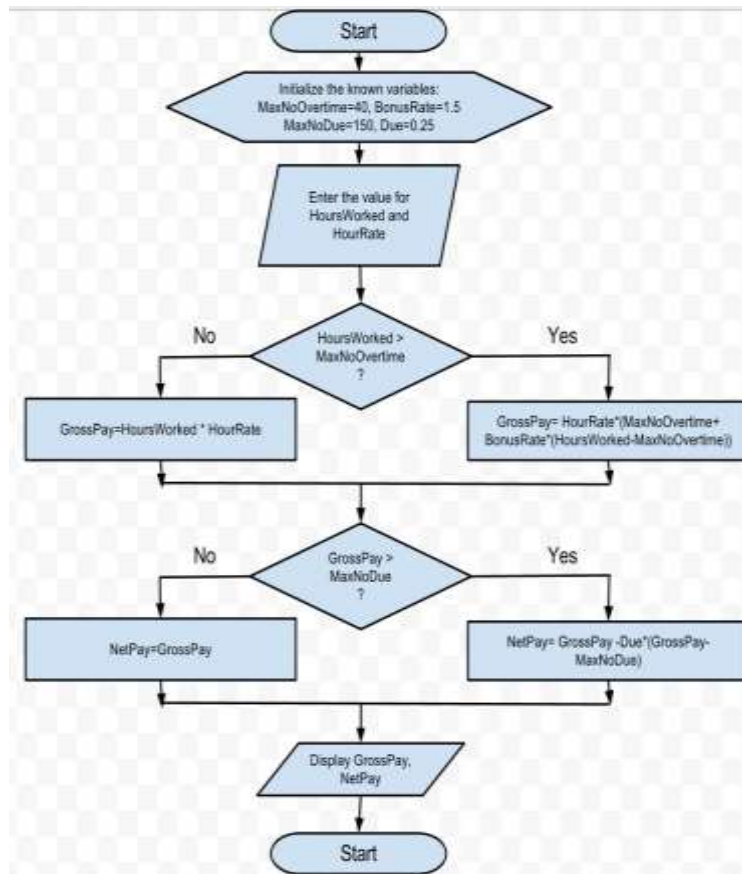 Start
Initialize the known variables:
MaxNoOvertime=40, BonusRate=1.5
MaxNoDue=150, Due=0.25
Enter the value for
HoursWorked and
HourRate
HoursWorked >
MaxNoOvertime
?
No
Yes
GrossPay=HoursWorked * HourRate
GrossPay= HourRate*(MaxNoOvertime+
BonusRate*(HoursWorked-MaxNoOvertime))
GrossPay >
MaxNoDue
?
No
Yes
NetPay=GrossPay
NetPay= GrossPay -Due*(GrossPay-
MaxNoDue)
Display GrossPay,
NetPay
Start